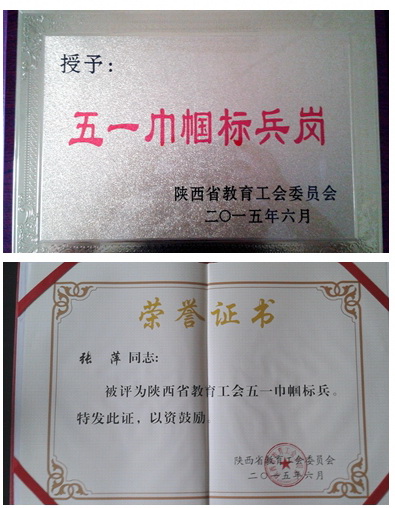 授予:
五一巾帼标兵岗
陕西省教育工会委员会
二〇一五年六月
荣誉证书
张 萍 同志:
被评为陕西省教育工会五一巾帼标兵。
特发此证，以资鼓励。
陕西省教育工会委员会
二〇一五年六月